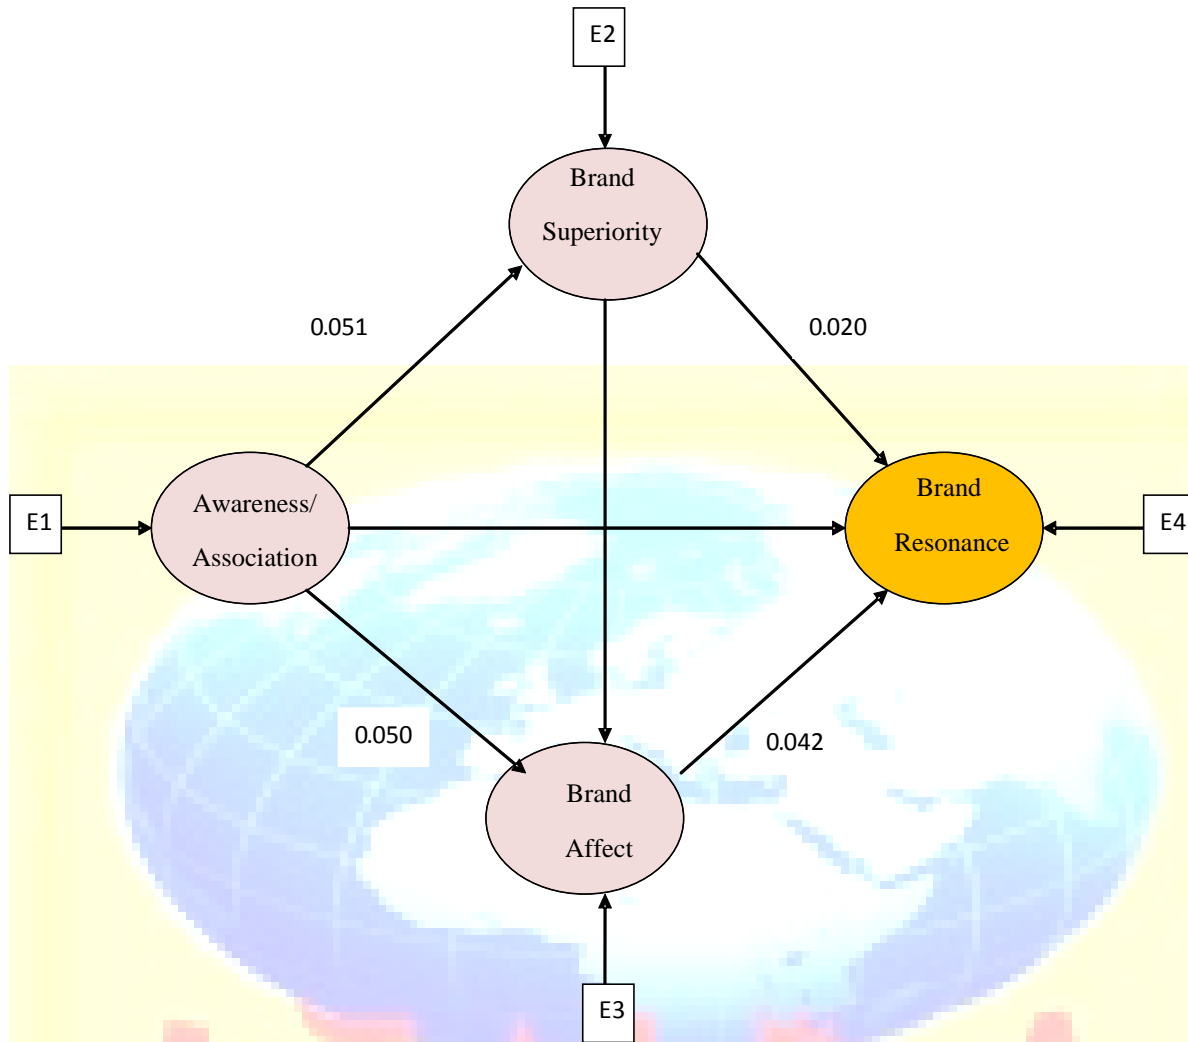 E2
Brand
Superiority
0.051
0.020
Awareness/
Association
E1
Brand
Resonance
E4
0.050
0.042
Brand
Affect
E3